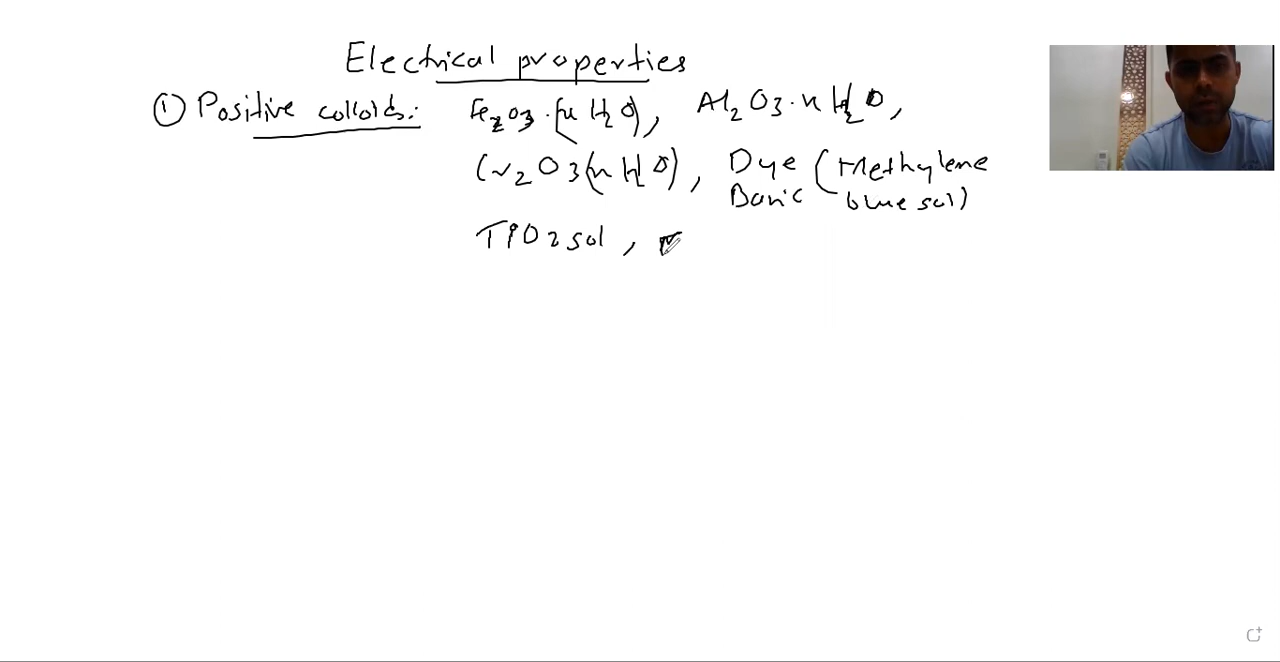 Electrical properties
① Positive colloids: Fe2O3.(x H2O), Al2O3.x H2O,
Cr2O3(x H2O), Dye (Methylene
Basic blue sol)
TiO2 sol,